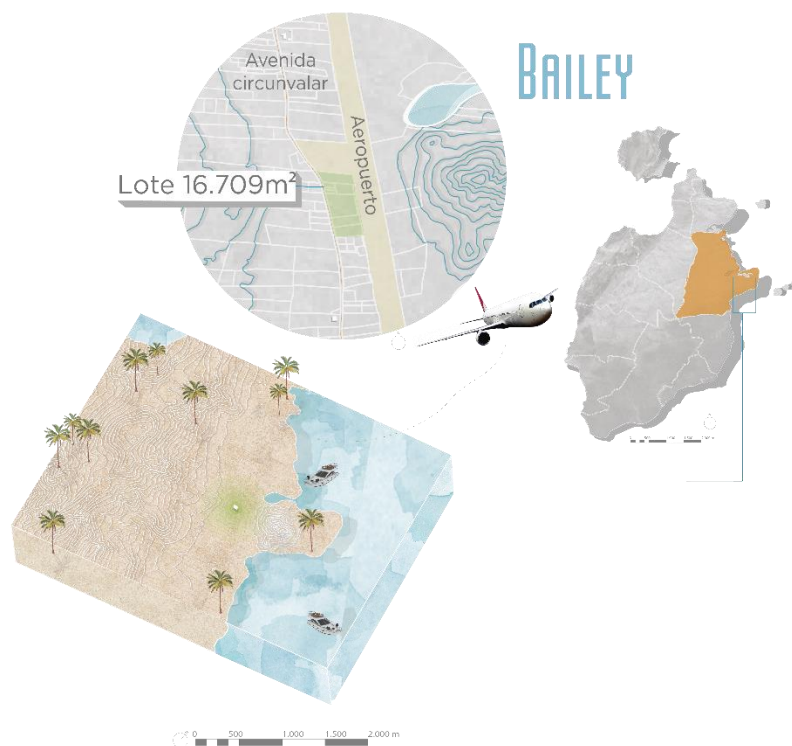 BAILEY
Avenida
circunvalar
Aeropuerto
Lote 16.709m²
0 500 1.000 1.500 2.000 m